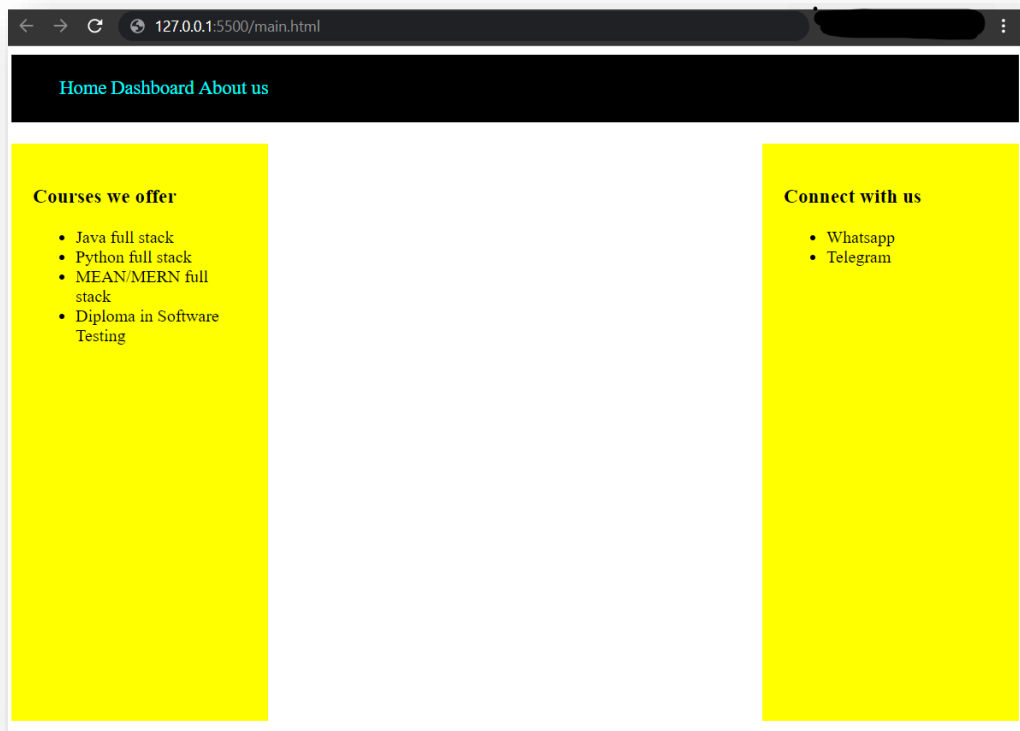 127.0.0.1:5500/main.html
Home Dashboard About us
Courses we offer
• Java full stack
• Python full stack
• MEAN/MERN full
stack
• Diploma in Software
Testing
Connect with us
• Whatsapp
• Telegram